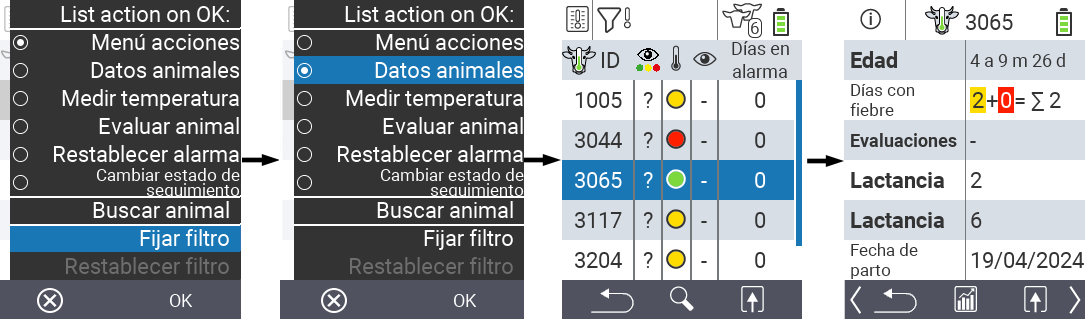 List action on OK:
Menú acciones
Datos animales
Medir temperatura
Evaluar animal
Restablecer alarma
Cambiar estado de
seguimiento
Buscar animal
Fijar filtro
Restablecer filtro
OK
List action on OK:
Menú acciones
Datos animales
Medir temperatura
Evaluar animal
Restablecer alarma
Cambiar estado de
seguimiento
Buscar animal
Fijar filtro
Restablecer filtro
OK
6
ID Días en
alarma
1005 ? - 0
3044 ? - 0
3065 ? - 0
3117 ? - 0
3204 ? - 0
3065
Edad 4 a 9 m 26 d
Días con
fiebre 2+0= ∑ 2
Evaluaciones -
Lactancia 2
Lactancia 6
Fecha de
parto 19/04/2024